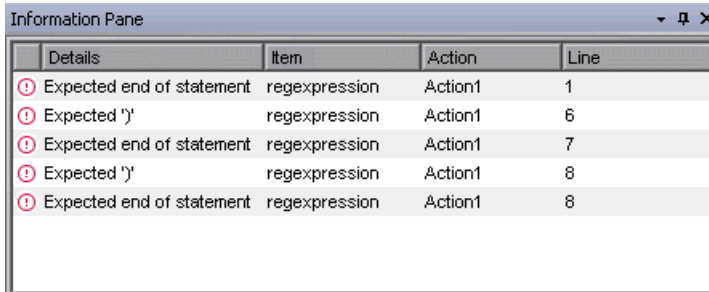 Information Pane
Details Item Action Line
Expected end of statement regexpression Action1 1
Expected ')' regexpression Action1 6
Expected end of statement regexpression Action1 7
Expected ')' regexpression Action1 8
Expected end of statement regexpression Action1 8